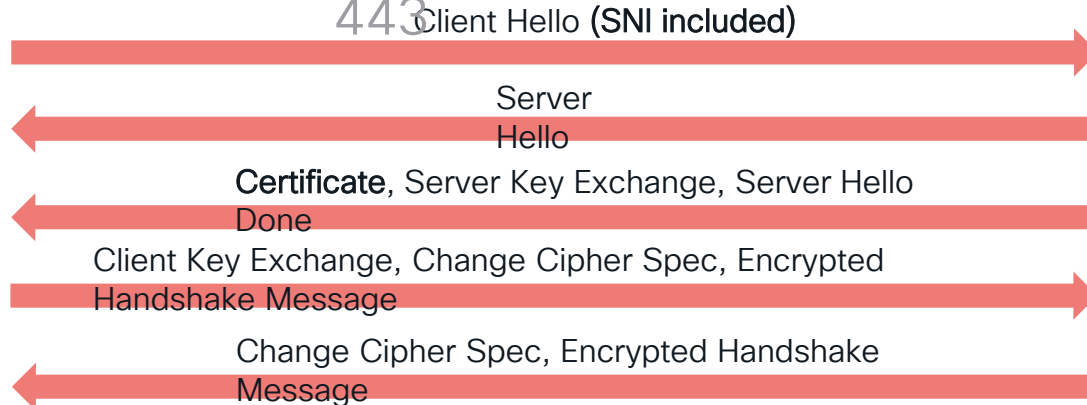 443
Client Hello (SNI included)
Server
Hello
Certificate, Server Key Exchange, Server Hello
Done
Client Key Exchange, Change Cipher Spec, Encrypted
Handshake Message
Change Cipher Spec, Encrypted Handshake
Message